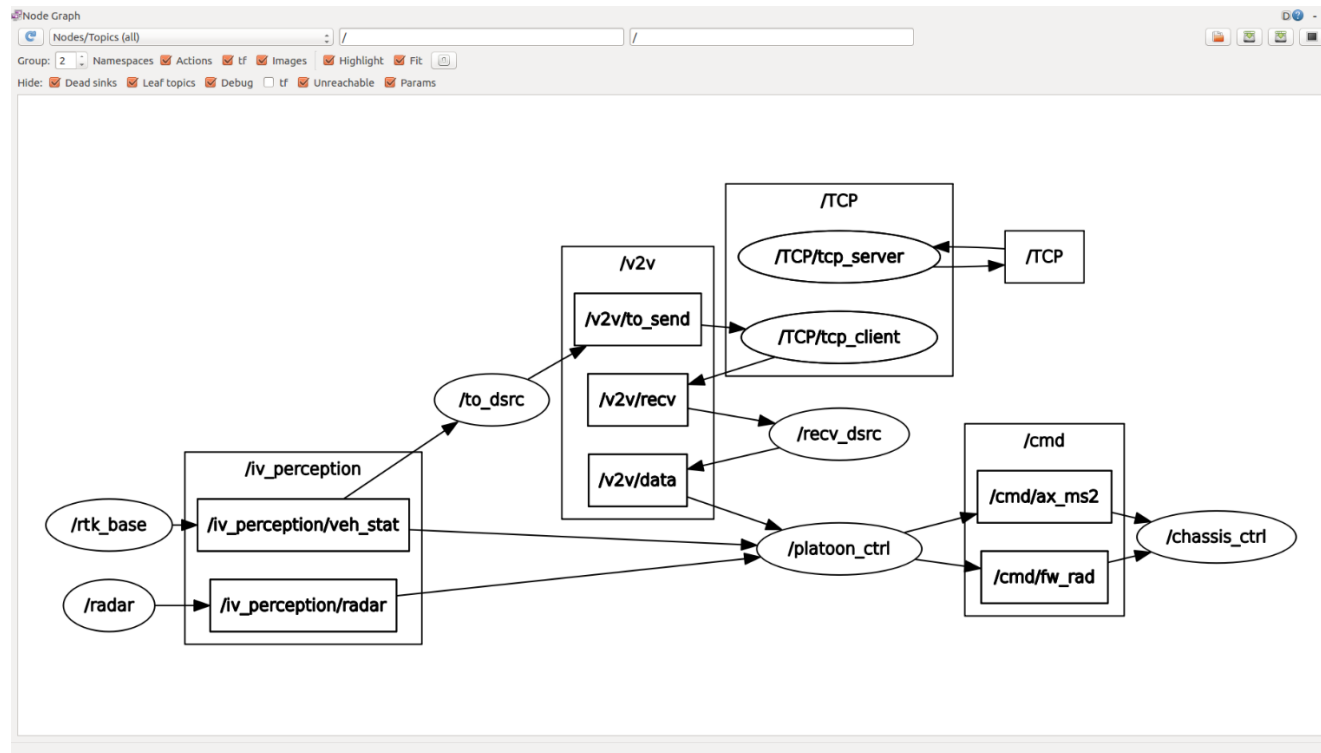 Node Graph D ? -
Nodes/Topics (all) / /
Group: 2 Namespaces Actions tf Images Highlight Fit
Hide: Dead sinks Leaf topics Debug tf Unreachable Params
/TCP
/TCP/tcp_server
/TCP
/v2v
/v2v/to_send
/TCP/tcp_client
/to_dsrc
/v2v/recv
/recv_dsrc
/cmd
/iv_perception
/v2v/data
/cmd/ax_ms2
/rtk_base
/iv_perception/veh_stat
/platoon_ctrl
/chassis_ctrl
/cmd/fw_rad
/radar
/iv_perception/radar